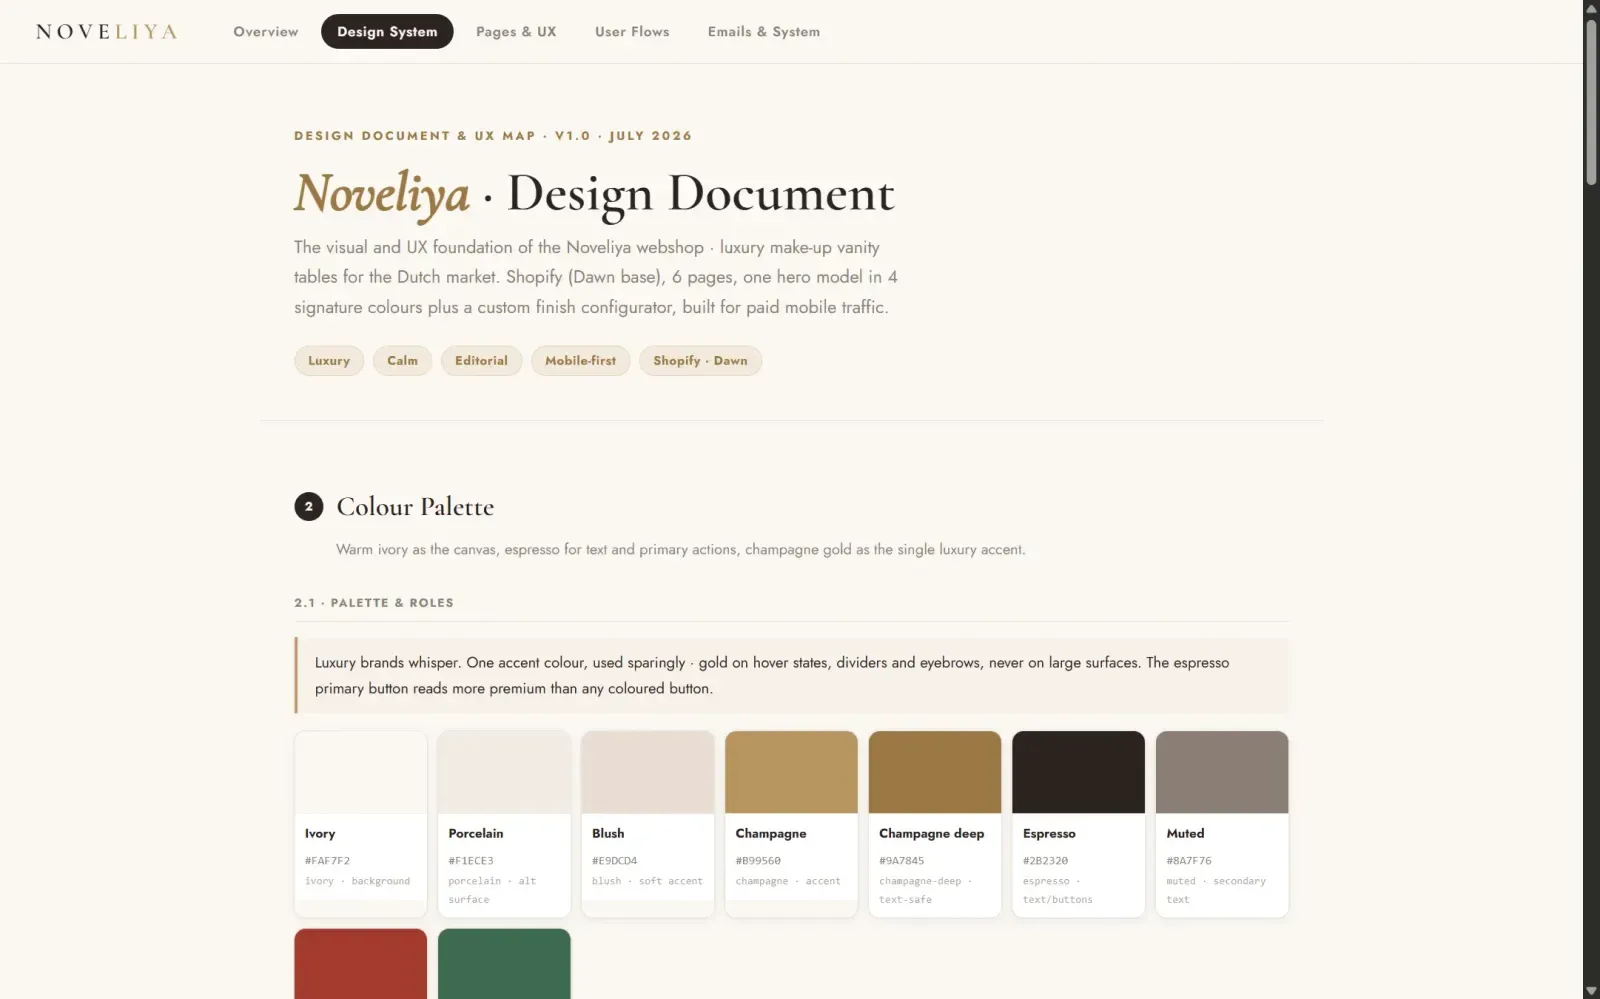 NOVELIYA
Overview
Design System
Pages & UX
User Flows
Emails & System
DESIGN DOCUMENT & UX MAP · V1.0 · JULY 2026
Noveliya · Design Document
The visual and UX foundation of the Noveliya webshop · luxury make-up vanity
tables for the Dutch market. Shopify (Dawn base), 6 pages, one hero model in 4
signature colours plus a custom finish configurator, built for paid mobile traffic.
Luxury
Calm
Editorial
Mobile-first
Shopify · Dawn
2
Colour Palette
Warm ivory as the canvas, espresso for text and primary actions, champagne gold as the single luxury accent.
2.1 · PALETTE & ROLES
Luxury brands whisper. One accent colour, used sparingly · gold on hover states, dividers and eyebrows, never on large surfaces. The espresso
primary button reads more premium than any coloured button.
Ivory
#FAF7F2
ivory · background
Porcelain
#F1ECE3
porcelain · alt
surface
Blush
#E9DCD4
blush · soft accent
Champagne
#B99560
champagne · accent
Champagne deep
#9A7845
champagne-deep ·
text-safe
Espresso
#2B2320
espresso ·
text/buttons
Muted
#8A7F76
muted · secondary
text